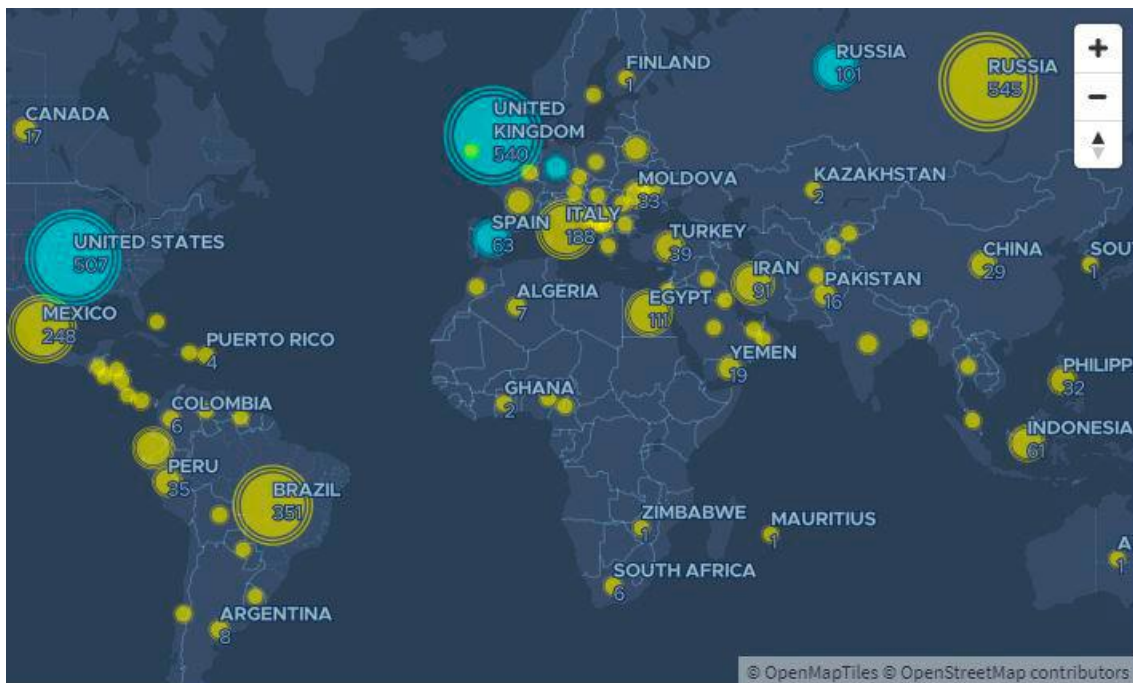 RUSSIA
101
RUSSIA
545
FINLAND
1
UNITED
KINGDOM
540
CANADA
17
MOLDOVA
33
KAZAKHSTAN
2
SPAIN
63
ITALY
188
UNITED STATES
507
TURKEY
39
CHINA
29
SOUT
1
IRAN
91
PAKISTAN
16
ALGERIA
7
EGYPT
111
MEXICO
248
PUERTO RICO
4
YEMEN
19
PHILIPP
32
GHANA
2
COLOMBIA
6
INDONESIA
61
PERU
35
BRAZIL
351
ZIMBABWE
1
MAURITIUS
1
A
1
SOUTH AFRICA
6
ARGENTINA
8
© OpenMapTiles © OpenStreetMap contributors